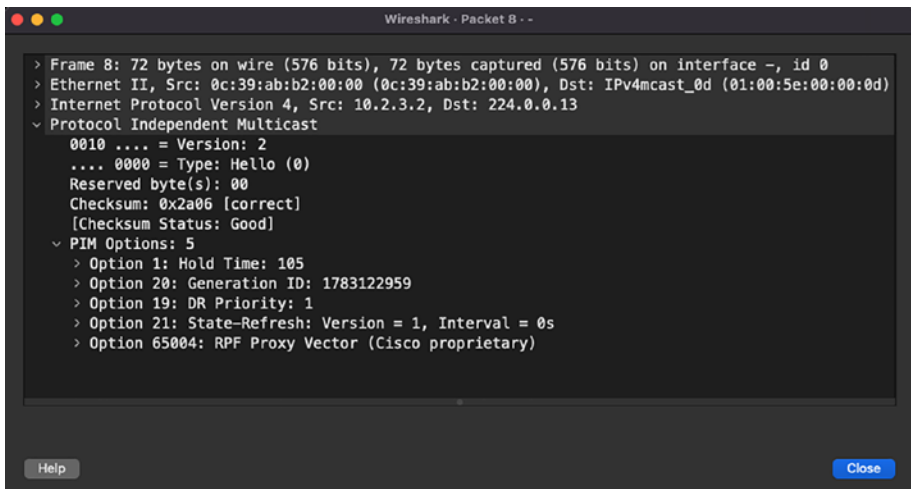 Wireshark · Packet 8 · -
> Frame 8: 72 bytes on wire (576 bits), 72 bytes captured (576 bits) on interface -, id 0
> Ethernet II, Src: 0c:39:ab:b2:00:00 (0c:39:ab:b2:00:00), Dst: IPv4mcast_0d (01:00:5e:00:00:0d)
> Internet Protocol Version 4, Src: 10.2.3.2, Dst: 224.0.0.13
Protocol Independent Multicast
0010 .... = Version: 2
.... 0000 = Type: Hello (0)
Reserved byte(s): 00
Checksum: 0x2a06 [correct]
[Checksum Status: Good]
PIM Options: 5
> Option 1: Hold Time: 105
> Option 20: Generation ID: 1783122959
> Option 19: DR Priority: 1
> Option 21: State-Refresh: Version = 1, Interval = 0s
> Option 65004: RPF Proxy Vector (Cisco proprietary)
Help
Close